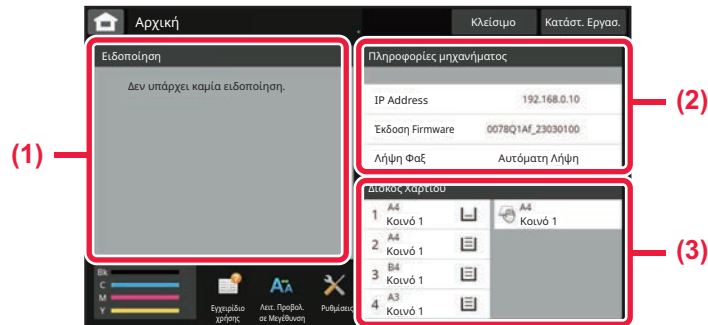 Αρχική
Κλείσιμο
Κατάστ. Εργασ.
Ειδοποίηση
Δεν υπάρχει καμία ειδοποίηση.
(1)
Πληροφορίες μηχανήματος
IP Address 192.168.0.10
Έκδοση Firmware 0078Q1Af_23030100
Λήψη Φαξ Αυτόματη Λήψη
(2)
Δίσκος Χαρτιού
1 A4
Κοινό 1
A4
Κοινό 1
2 A4
Κοινό 1
3 B4
Κοινό 1
4 A3
Κοινό 1
(3)
Bk
C
M
Y
Εγχειρίδιο
χρήσης
Λειτ. Προβολ.
σε Μεγέθυνση
Ρυθμίσεις